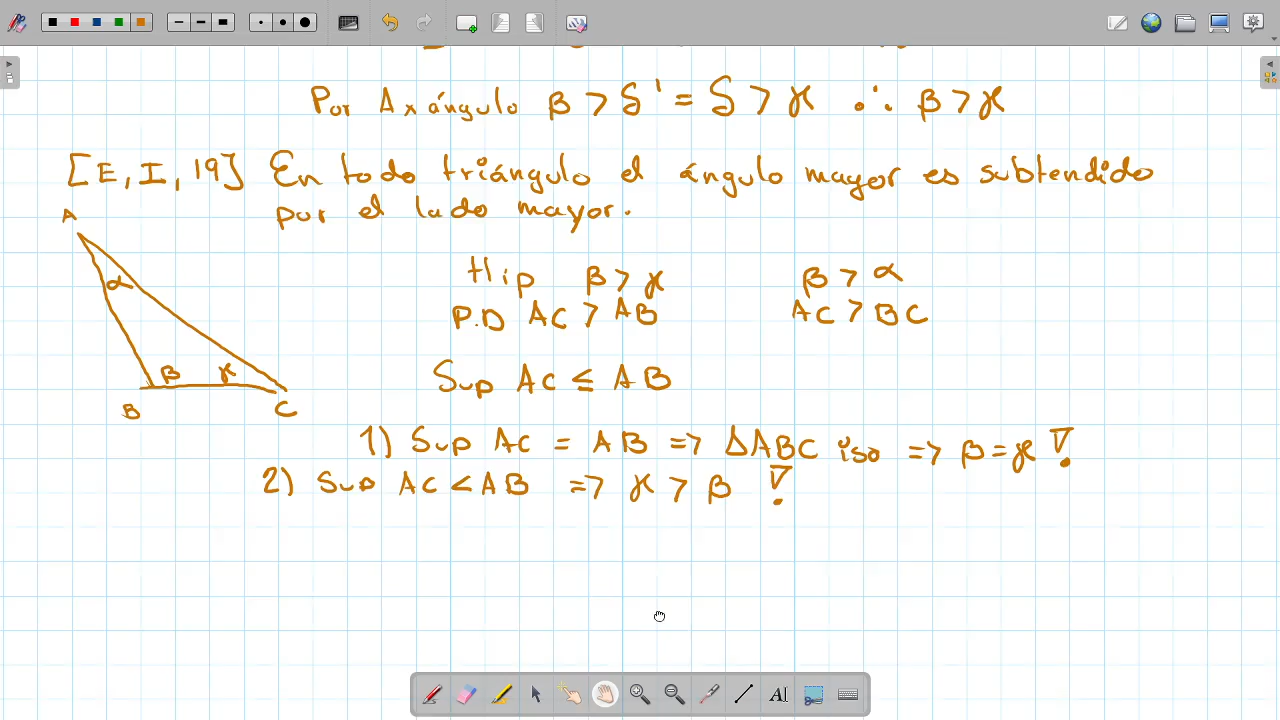 Por Δ x ángulo β > δ' = δ > γ ∴ β > γ
[E, I, 19] En todo triángulo el ángulo mayor es subtendido
por el lado mayor.
A
α
β γ
B C
Hip β > γ β > α
P.D AC > AB AC > BC
Sup AC ≤ AB
1) Sup AC = AB => ΔABC iso => β = γ !
2) Sup AC < AB => γ > β !